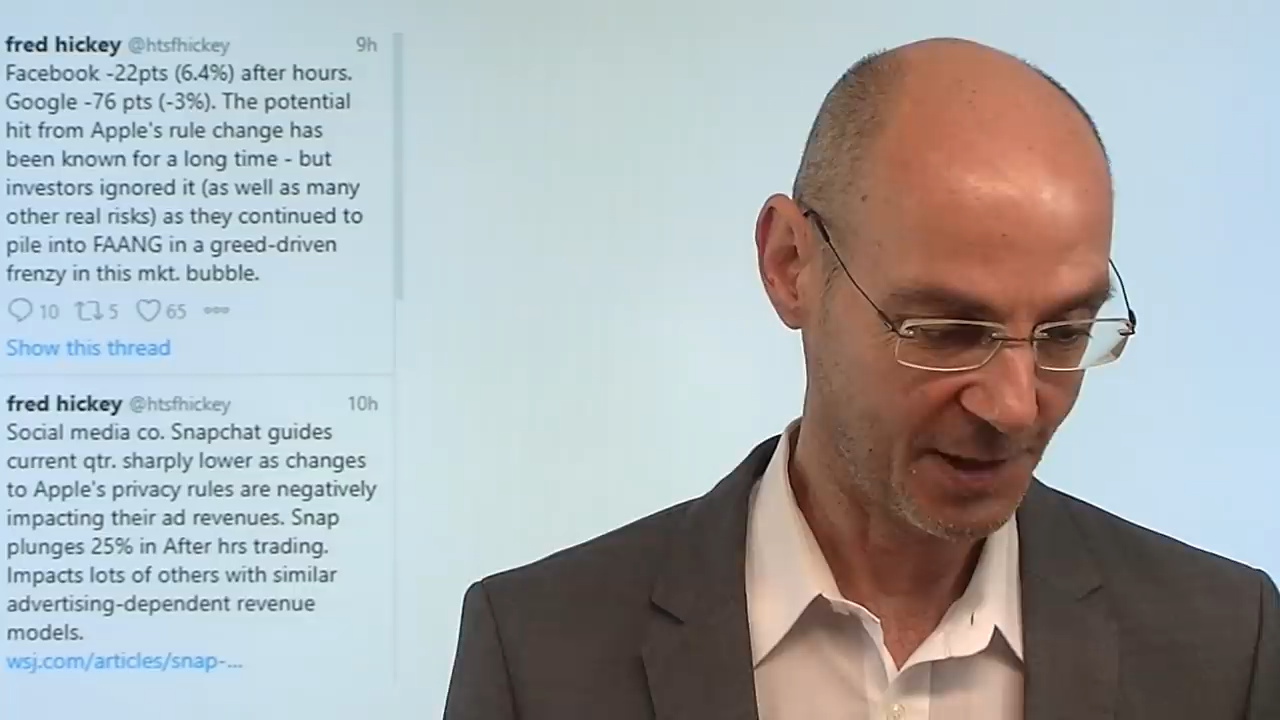 fred hickey @htsfhickey 9h
Facebook -22pts (6.4%) after hours.
Google -76 pts (-3%). The potential
hit from Apple's rule change has
been known for a long time - but
investors ignored it (as well as many
other real risks) as they continued to
pile into FAANG in a greed-driven
frenzy in this mkt. bubble.
10 5 65
Show this thread
fred hickey @htsfhickey 10h
Social media co. Snapchat guides
current qtr. sharply lower as changes
to Apple's privacy rules are negatively
impacting their ad revenues. Snap
plunges 25% in After hrs trading.
Impacts lots of others with similar
advertising-dependent revenue
models.
wsj.com/articles/snap-...